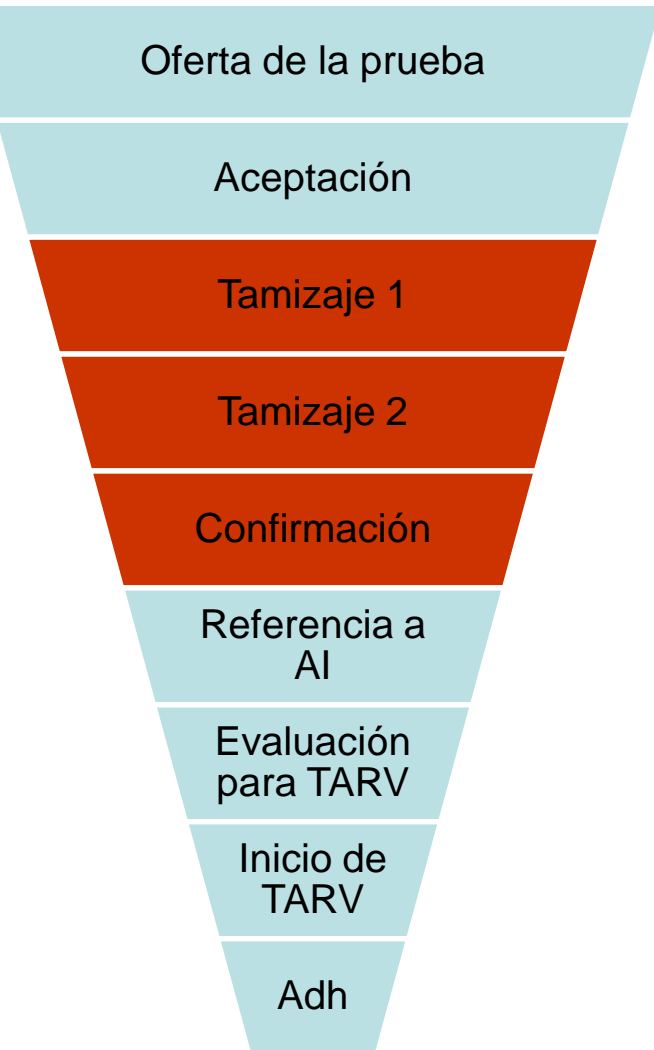 Oferta de la prueba
Aceptación
Tamizaje 1
Tamizaje 2
Confirmación
Referencia a
AI
Evaluación
para TARV
Inicio de
TARV
Adh